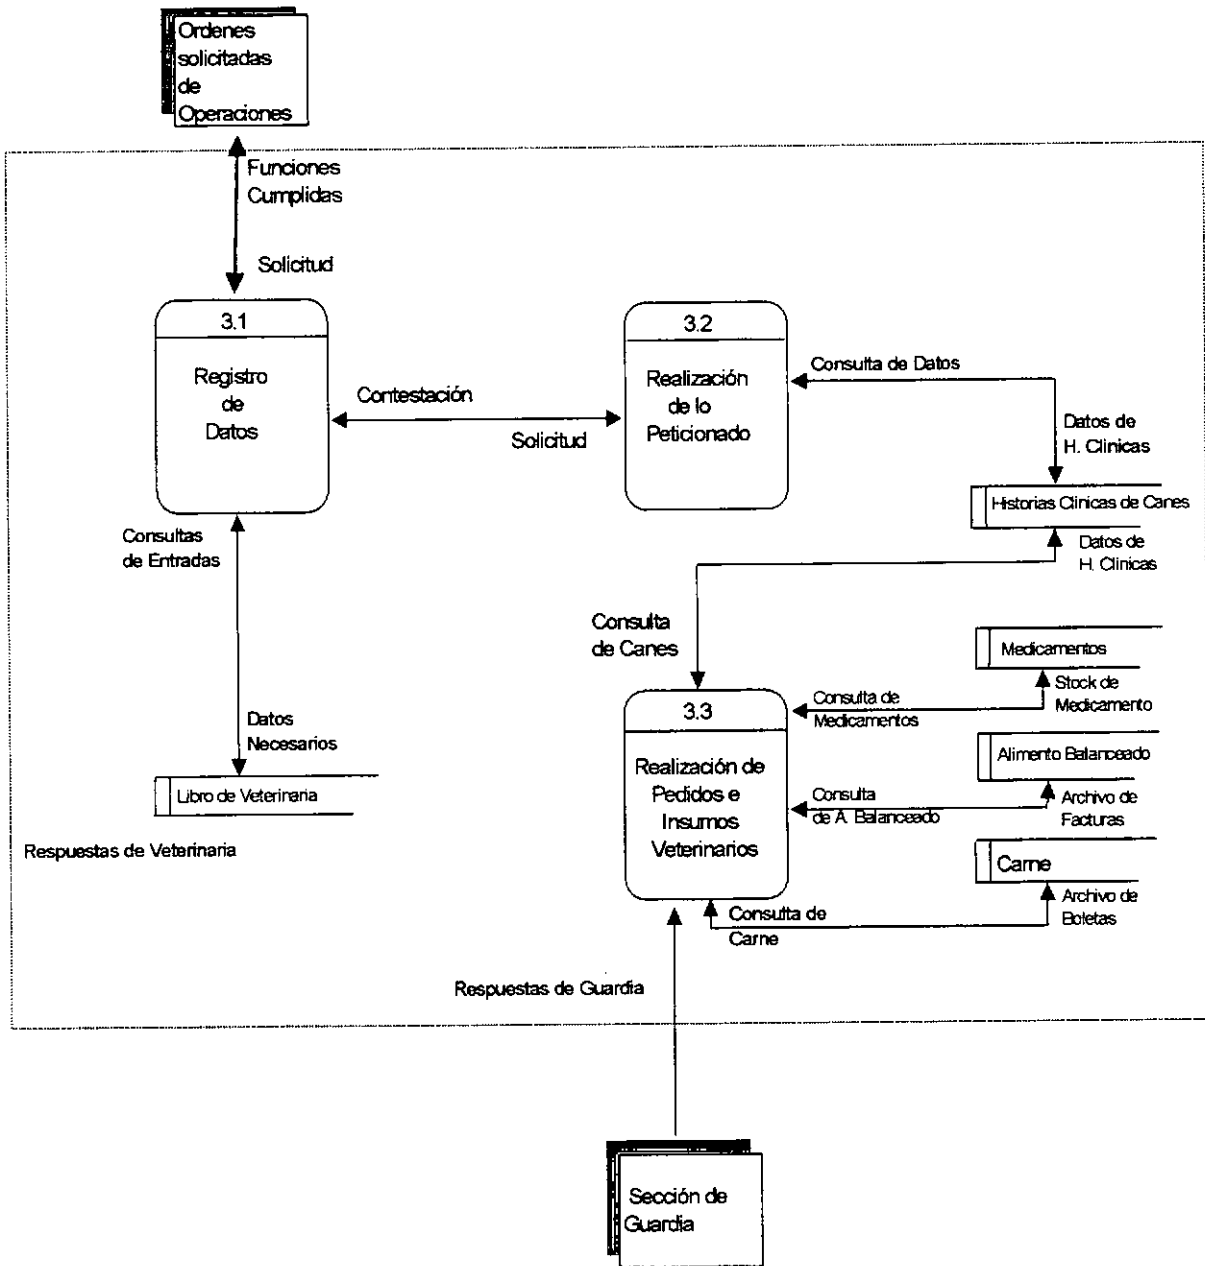 Ordenes
solicitadas
de
Operaciones
Funciones
Cumplidas
Solicitud
3.1
Registro
de
Datos
Contestación
Solicitud
3.2
Realización
de lo
Peticionado
Consulta de Datos
Datos de
H. Clinicas
Historias Clinicas de Canes
Datos de
H. Clinicas
Consultas
de Entradas
Consulta
de Canes
Datos
Necesarios
Libro de Veterinaria
Respuestas de Veterinaria
3.3
Realización de
Pedidos e
Insumos
Veterinarios
Consulta de
Medicamentos
Medicamentos
Stock de
Medicamento
Alimento Balanceado
Consulta
de A. Balanceado
Archivo de
Facturas
Carne
Archivo de
Boletas
Consulta de
Carne
Respuestas de Guardia
Sección de
Guardia